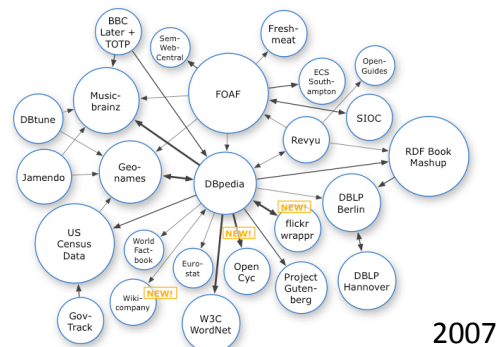 BBC
Later +
TOTP
Fresh-
meat
Sem-
Web-
Central
FOAF
ECS
South-
ampton
Open-
Guides
Music-
brainz
DBtune
SIOC
Revyu
RDF Book
Mashup
Jamendo
Geo-
names
DBpedia
DBLP
Berlin
NEW!
flickr
wrappr
US
Census
Data
World
Fact-
book
Euro-
stat
NEW!
Open
Cyc
Project
Guten-
berg
DBLP
Hannover
Wiki-
company
NEW!
Gov-
Track
W3C
WordNet
2007